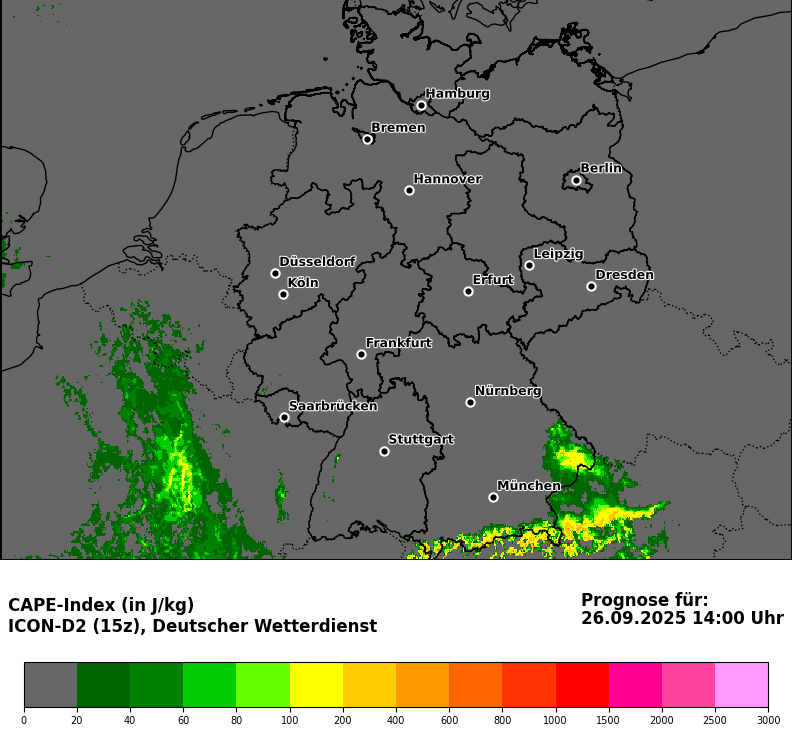 Hamburg
Bremen
Hannover
Berlin
Düsseldorf
Köln
Leipzig
Erfurt
Dresden
Frankfurt
Saarbrücken
Nürnberg
Stuttgart
München
CAPE-Index (in J/kg)
ICON-D2 (15z), Deutscher Wetterdienst
Prognose für:
26.09.2025 14:00 Uhr
0 20 40 60 80 100 200 400 600 800 1000 1500 2000 2500 3000